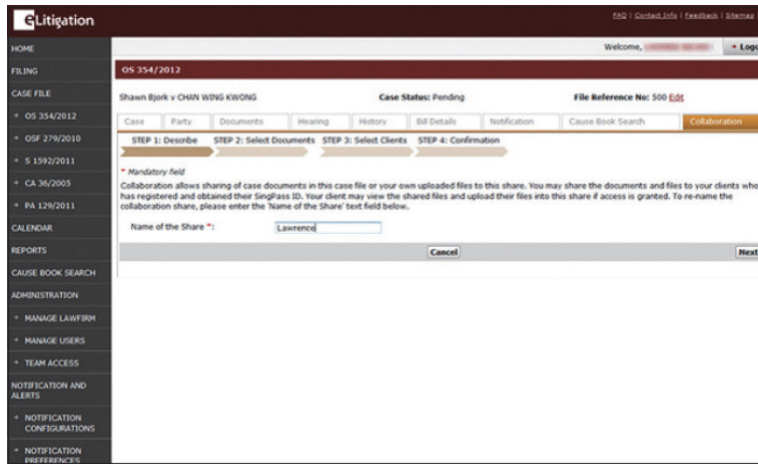 eLitigation
FAQ | Contact Info | Feedback | Sitemap |
Welcome,
Logo
HOME
FILING
CASE FILE
OS 354/2012
OSF 279/2010
S 1592/2011
CA 36/2005
PA 129/2011
CALENDAR
REPORTS
CAUSE BOOK SEARCH
ADMINISTRATION
MANAGE LAWFIRM
MANAGE USERS
TEAM ACCESS
NOTIFICATION AND
ALERTS
NOTIFICATION
CONFIGURATIONS
NOTIFICATION
PREFERENCES
OS 354/2012
Shawn Bjork v CHAN WING KWONG Case Status: Pending File Reference No: 500 Edit
Case Party Documents Hearing History Bill Details Notification Cause Book Search Collaboration
STEP 1: Describe STEP 2: Select Documents STEP 3: Select Clients STEP 4: Confirmation
* Mandatory field
Collaboration allows sharing of case documents in this case file or your own uploaded files to this share. You may share the documents and files to your clients who
has registered and obtained their SingPass ID. Your client may view the shared files and upload their files into this share if access is granted. To re-name the
collaboration share, please enter the 'Name of the Share' text field below.
Name of the Share *: Lawrence
Cancel Next